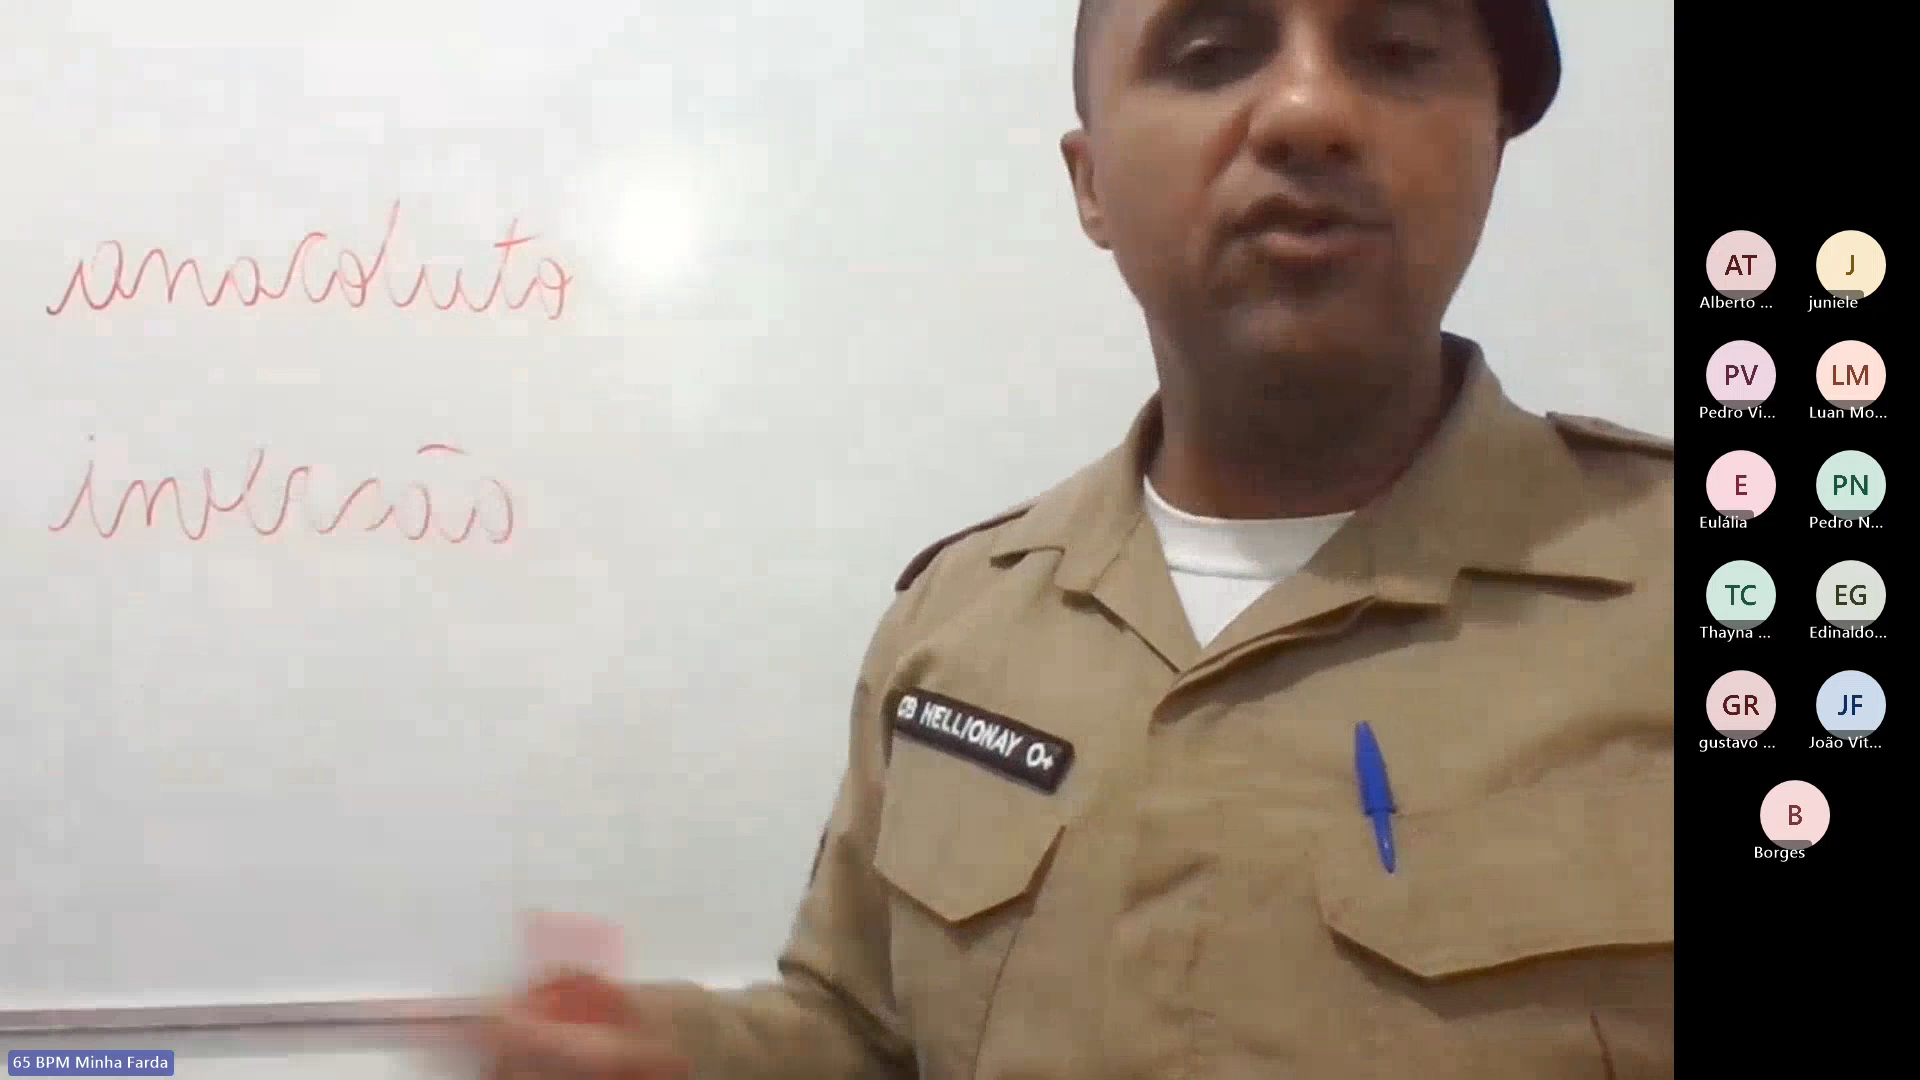 anacoluto
inversão
CB HELLIONAY O+
AT
Alberto ...
J
juniele
PV
Pedro Vi...
LM
Luan Mo...
E
Eulália
PN
Pedro N...
TC
Thayna ...
EG
Edinaldo...
GR
gustavo ...
JF
João Vit...
B
Borges
65 BPM Minha Farda